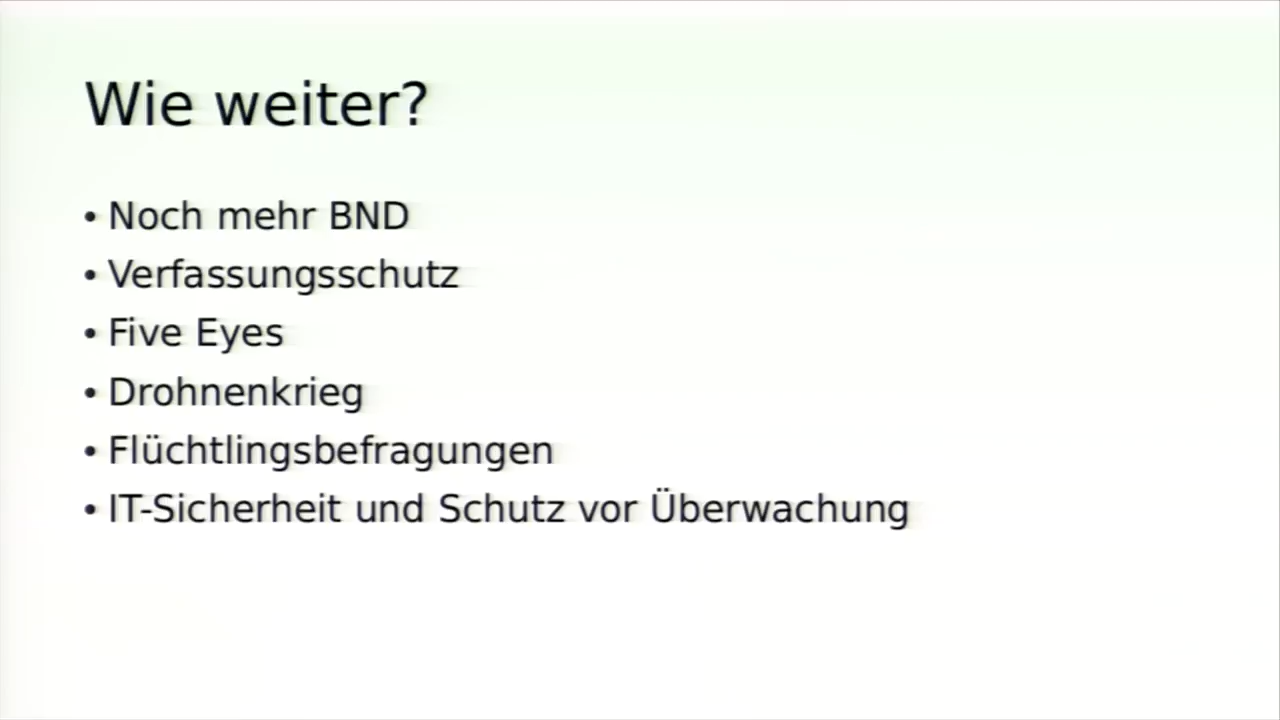 Wie weiter?
• Noch mehr BND
• Verfassungsschutz
• Five Eyes
• Drohnenkrieg
• Flüchtlingsbefragungen
• IT-Sicherheit und Schutz vor Überwachung